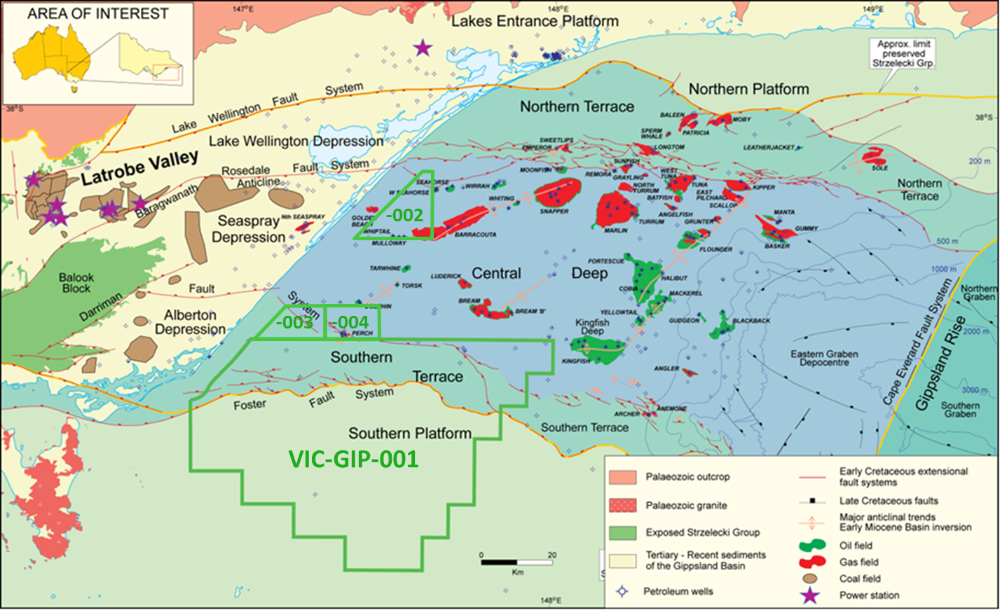 AREA OF INTEREST
147°E
148°E
149°E
Lakes Entrance Platform
Approx. limit
preserved
Strzelecki Grp.
38°S
38°S
Lake Wellington Fault System
Northern Platform
Northern Terrace
Lake Wellington Depression
BALEEN
MOBY
PATRICIA
SPERM
WHALE
SWEETLIPS
EMPEROR
LONGTOM
LEATHERJACKET
SOLE
200 m
Latrobe Valley
Rosedale Fault System
Anticline
Baragwanath
MOONFISH
SUNFISH
REMORA
GRAYLING
WEST
TUNA
TUNA
NORTH
TURRUM
BATFISH
EAST
PILCHARD
KIPPER
SCALLOP
Northern
Terrace
SEAHORSE
W SEAHORSE
WIRRAH
WHITING
SNAPPER
ANGELFISH
MARLIN
TURRUM
GRUNTER
MANTA
GUMMY
BASKER
Nth SEASPRAY
Seaspray
Depression
GOLDEN
BEACH
-002
WHIPTAIL
MULLOWAY
BARRACOUTA
FLOUNDER
500 m
1000 m
Balook
Block
TARWHINE
TORSK
LUDERICK
Central Deep
FORTESCUE
HALIBUT
COBIA
MACKEREL
Darriman Fault System
DOLPHIN
BREAM
BREAM 'B'
YELLOWTAIL
GUDGEON
BLACKBACK
Northern
Graben
Alberton
Depression
-003
-004
PERCH
Kingfish
Deep
KINGFISH
2000 m
Southern
Terrace
ANGLER
Eastern Graben
Depocentre
Cape Everard Fault System
Gippsland Rise
3000 m
Foster Fault System
Southern Platform
VIC-GIP-001
ANEMONE
ARCHER
Southern Terrace
Southern
Graben
0 20
Km
148°E
Palaeozoic outcrop
Palaeozoic granite
Exposed Strzelecki Group
Tertiary - Recent sediments
of the Gippsland Basin
Petroleum wells
Early Cretaceous extensional
fault systems
Late Cretaceous faults
Major anticlinal trends
Early Miocene Basin inversion
Oil field
Gas field
Coal field
Power station